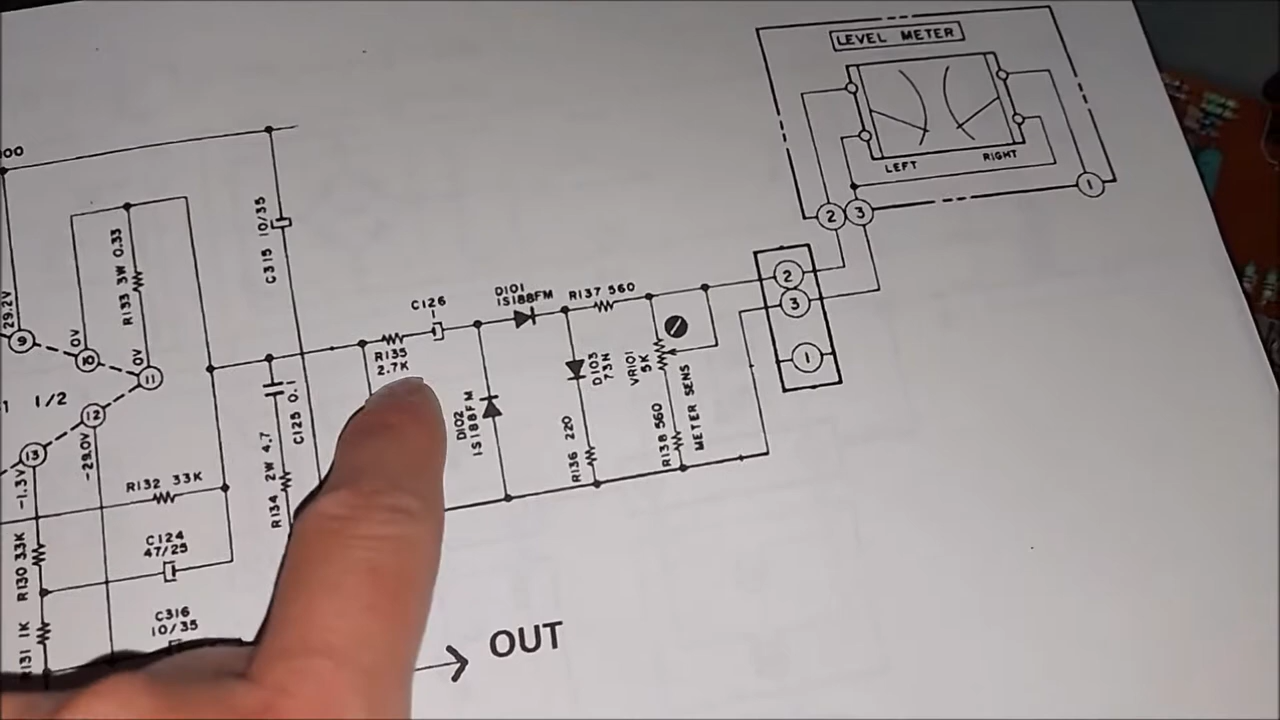 LEVEL METER
LEFT
RIGHT
1
2
3
2
3
1
00
C315 10/35
R133 3W 0.33
29.2V
0V
0V
9
10
11
12
13
1 1/2
-29.0V
-1.3V
C126
D101
1S188FM
R137 560
R135
2.7K
D102
1S188FM
D103
73N
R136 220
VR101
5K
METER SENS
R138 560
C125 0.1
R134 2W 4.7
R132 33K
C124
47/25
R130 33K
R131 1K
C316
10/35
OUT